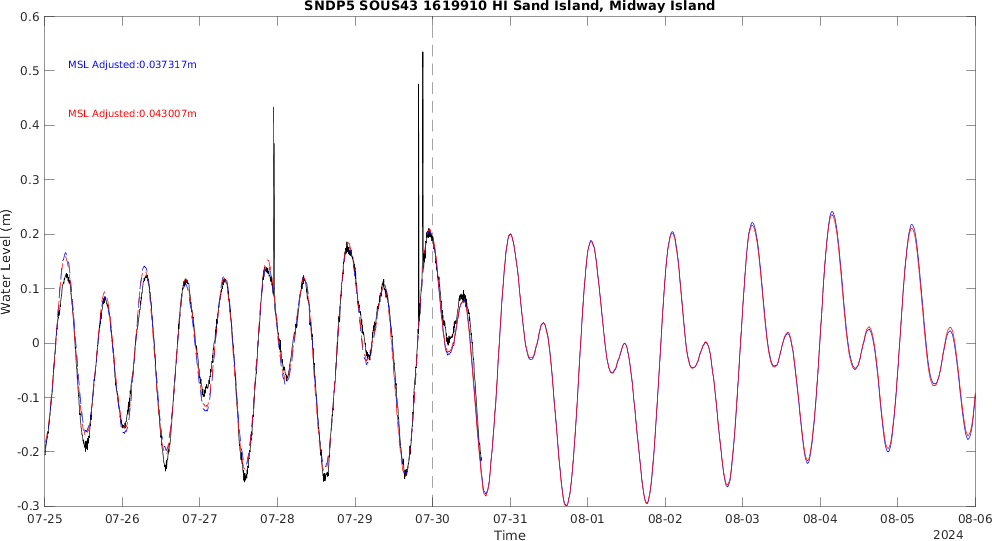 SNDP5 SOUS43 1619910 HI Sand Island, Midway Island
MSL Adjusted:0.037317m
MSL Adjusted:0.043007m
Water Level (m)
0.6
0.5
0.4
0.3
0.2
0.1
0
-0.1
-0.2
-0.3
07-25 07-26 07-27 07-28 07-29 07-30 07-31 08-01 08-02 08-03 08-04 08-05 08-06
Time
2024